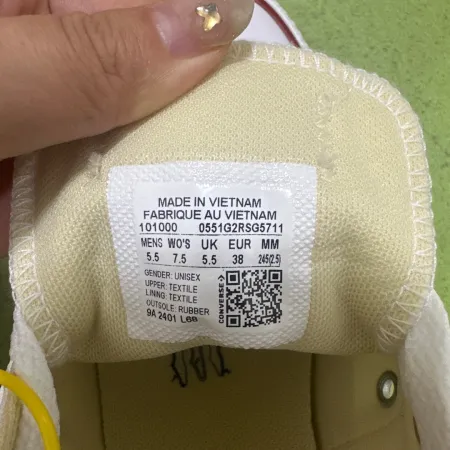 MADE IN VIETNAM
FABRIQUE AU VIETNAM
101000 0551G2RSG5711
MENS WO'S UK EUR MM
5.5 7.5 5.5 38 245(2.5)
GENDER: UNISEX
UPPER: TEXTILE
LINING: TEXTILE
OUTSOLE: RUBBER
9A 2401 L6B
CONVERSE